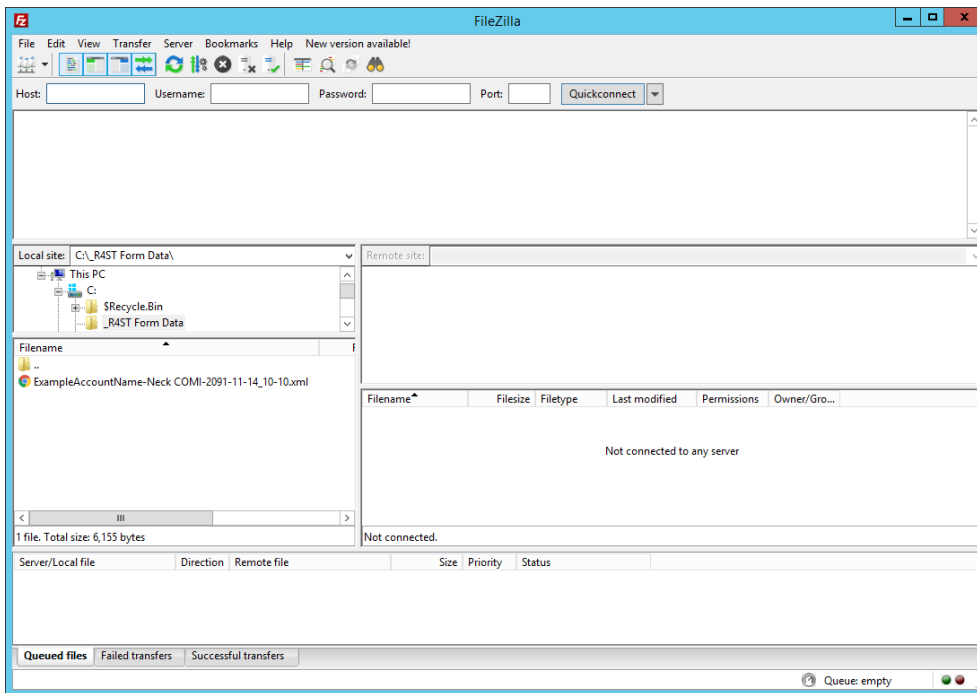 FileZilla
File Edit View Transfer Server Bookmarks Help New version available!
Host: Username: Password: Port: Quickconnect
Local site: C:\_R4ST Form Data\
Remote site:
This PC
C:
$Recycle.Bin
_R4ST Form Data
Filename
..
ExampleAccountName-Neck COMI-2091-11-14_10-10.xml
1 file. Total size: 6,155 bytes
Filename Filesize Filetype Last modified Permissions Owner/Gro...
Not connected to any server
Not connected.
Server/Local file Direction Remote file Size Priority Status
Queued files Failed transfers Successful transfers
Queue: empty